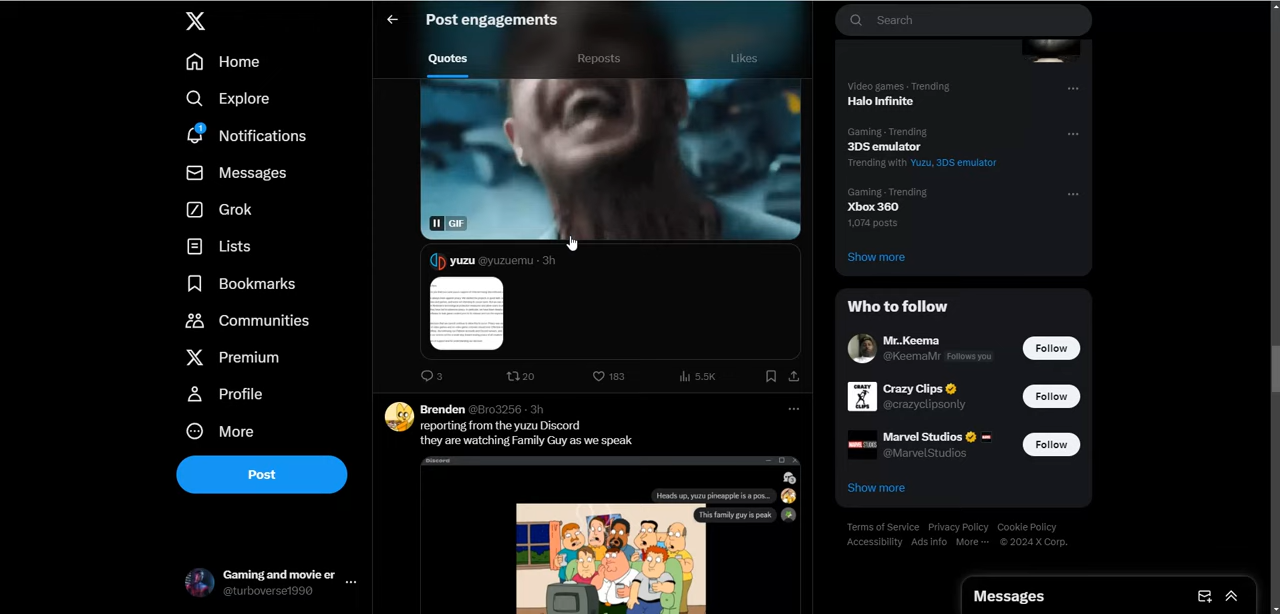 Home
Explore
1
Notifications
Messages
Grok
Lists
Bookmarks
Communities
Premium
Profile
More
Post
Gaming and movie er
@turboverse1990
Post engagements
Quotes
Reposts
Likes
GIF
yuzu @yuzuemu · 3h
3
20
183
5.5K
Brenden @Bro3256 · 3h
reporting from the yuzu Discord
they are watching Family Guy as we speak
Discord
Heads up, yuzu pineapple is a pos...
This family guy is peak
Search
Video games · Trending
Halo Infinite
Gaming · Trending
3DS emulator
Trending with Yuzu, 3DS emulator
Gaming · Trending
Xbox 360
1,074 posts
Show more
Who to follow
Mr..Keema
@KeemaMr Follows you
Follow
Crazy Clips
@crazyclipsonly
Follow
Marvel Studios
@MarvelStudios
Follow
Show more
Terms of Service Privacy Policy Cookie Policy
Accessibility Ads info More ··· © 2024 X Corp.
Messages